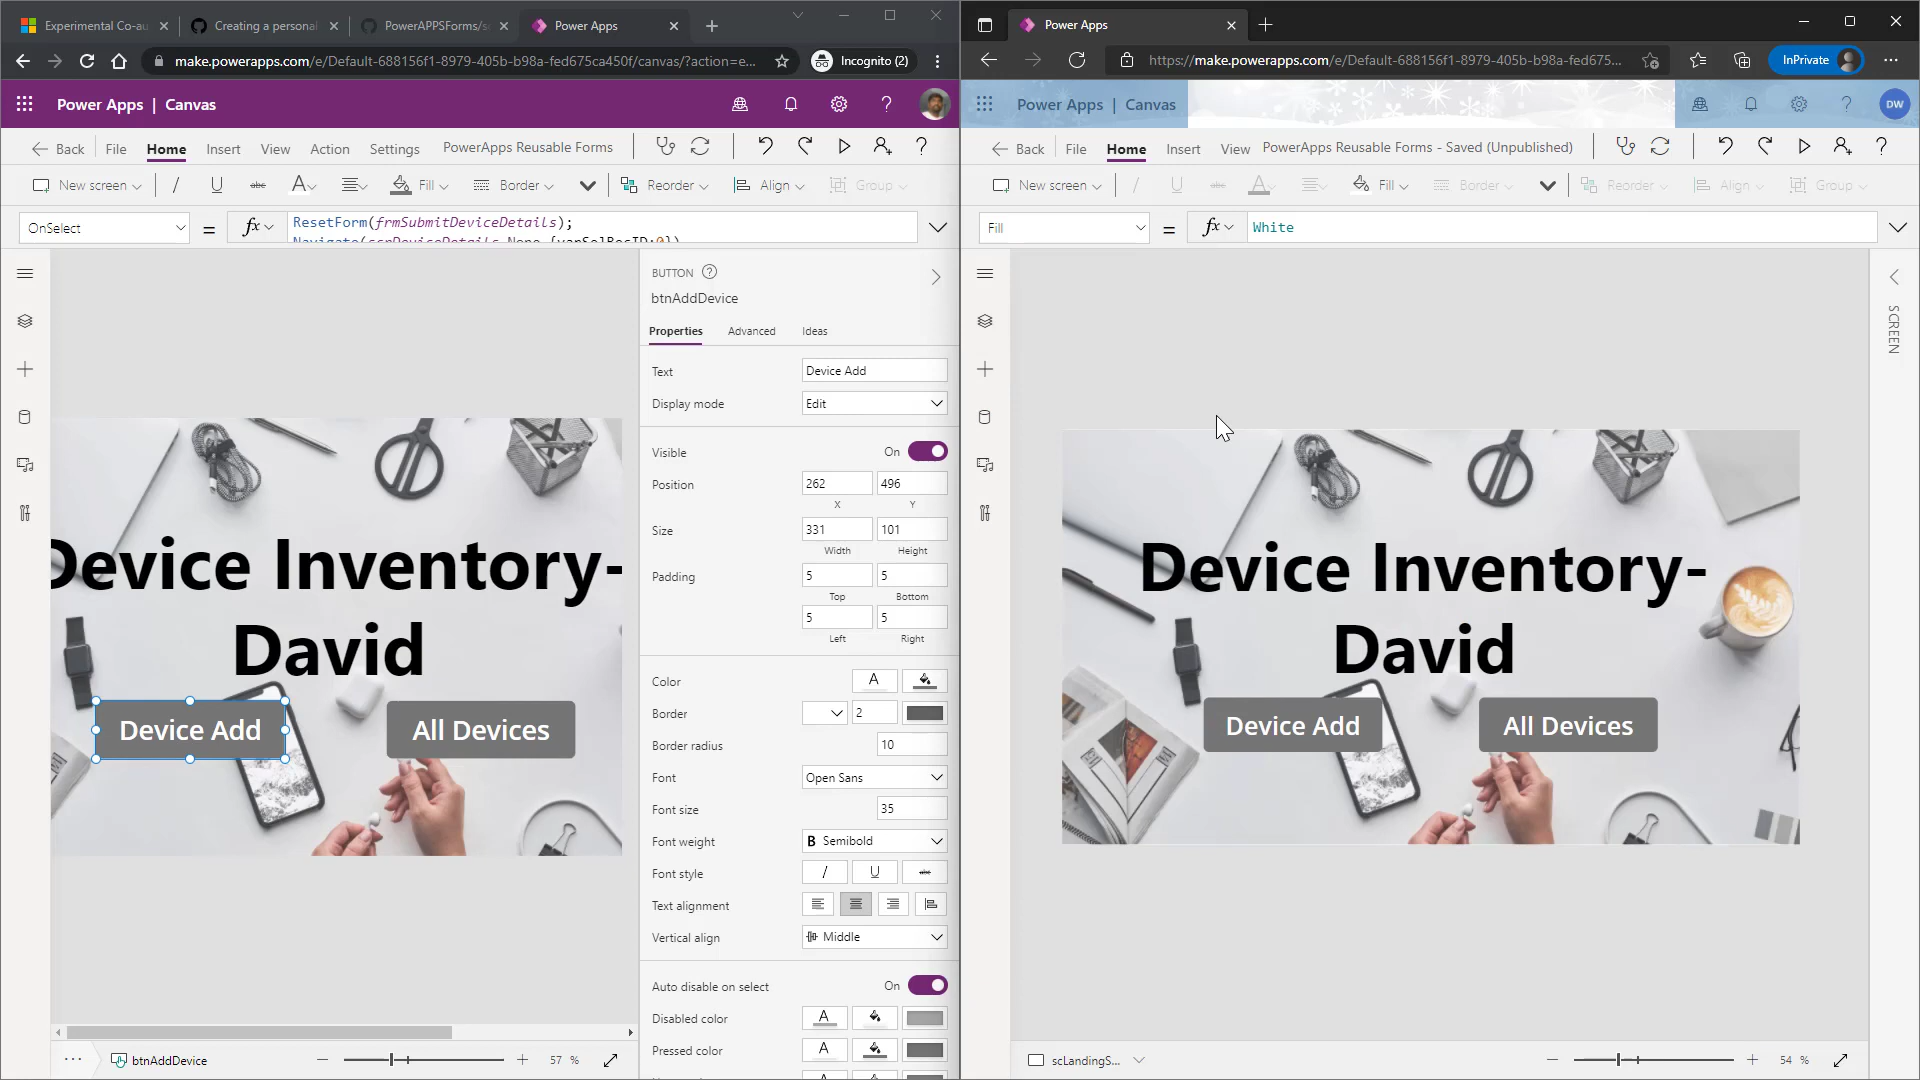 Experimental Co-au
Creating a personal
PowerAPPSForms/s
Power Apps
make.powerapps.com/e/Default-688156f1-8979-405b-b98a-fed675ca450f/canvas/?action=e...
Incognito (2)
Power Apps | Canvas
Back
File
Home
Insert
View
Action
Settings
PowerApps Reusable Forms
New screen
Fill
Border
Reorder
Align
Group
OnSelect
=
fx
ResetForm(frmSubmitDeviceDetails);
Navigate(scrDeviceDetails,None,{varSelRecID:0})
Device Inventory-
David
Device Add
All Devices
BUTTON
btnAddDevice
Properties
Advanced
Ideas
Text
Device Add
Display mode
Edit
Visible
On
Position
262
496
X
Y
Size
331
101
Width
Height
Padding
5
5
Top
Bottom
5
5
Left
Right
Color
Border
2
Border radius
10
Font
Open Sans
Font size
35
Font weight
B Semibold
Font style
Text alignment
Vertical align
Middle
Auto disable on select
On
Disabled color
Pressed color
btnAddDevice
57 %
Power Apps
https://make.powerapps.com/e/Default-688156f1-8979-405b-b98a-fed675...
InPrivate
Power Apps | Canvas
DW
Back
File
Home
Insert
View
PowerApps Reusable Forms - Saved (Unpublished)
New screen
Fill
Border
Reorder
Align
Group
Fill
=
fx
White
SCREEN
Device Inventory-
David
Device Add
All Devices
scLandingS...
54 %